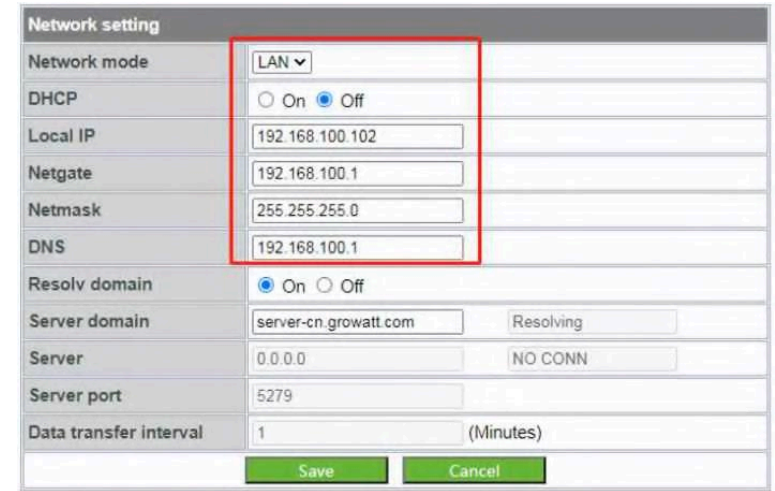 Network setting
Network mode LAN
DHCP On Off
Local IP 192.168.100.102
Netgate 192.168.100.1
Netmask 255.255.255.0
DNS 192.168.100.1
Resolv domain On Off
Server domain server-cn.growatt.com Resolving
Server 0.0.0.0 NO CONN
Server port 5279
Data transfer interval 1 (Minutes)
Save Cancel